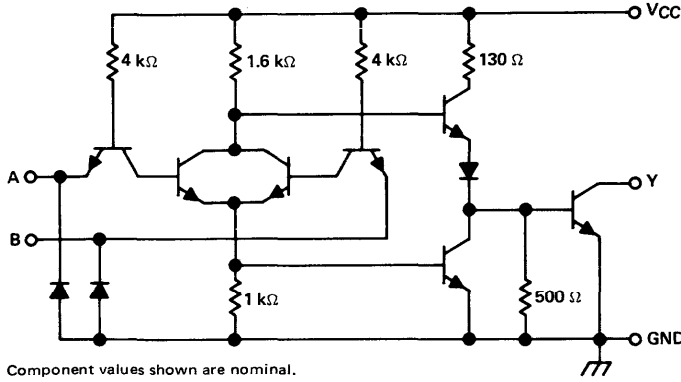 VCC
4 kΩ
1.6 kΩ
4 kΩ
130 Ω
A
Y
B
1 kΩ
500 Ω
GND
Component values shown are nominal.